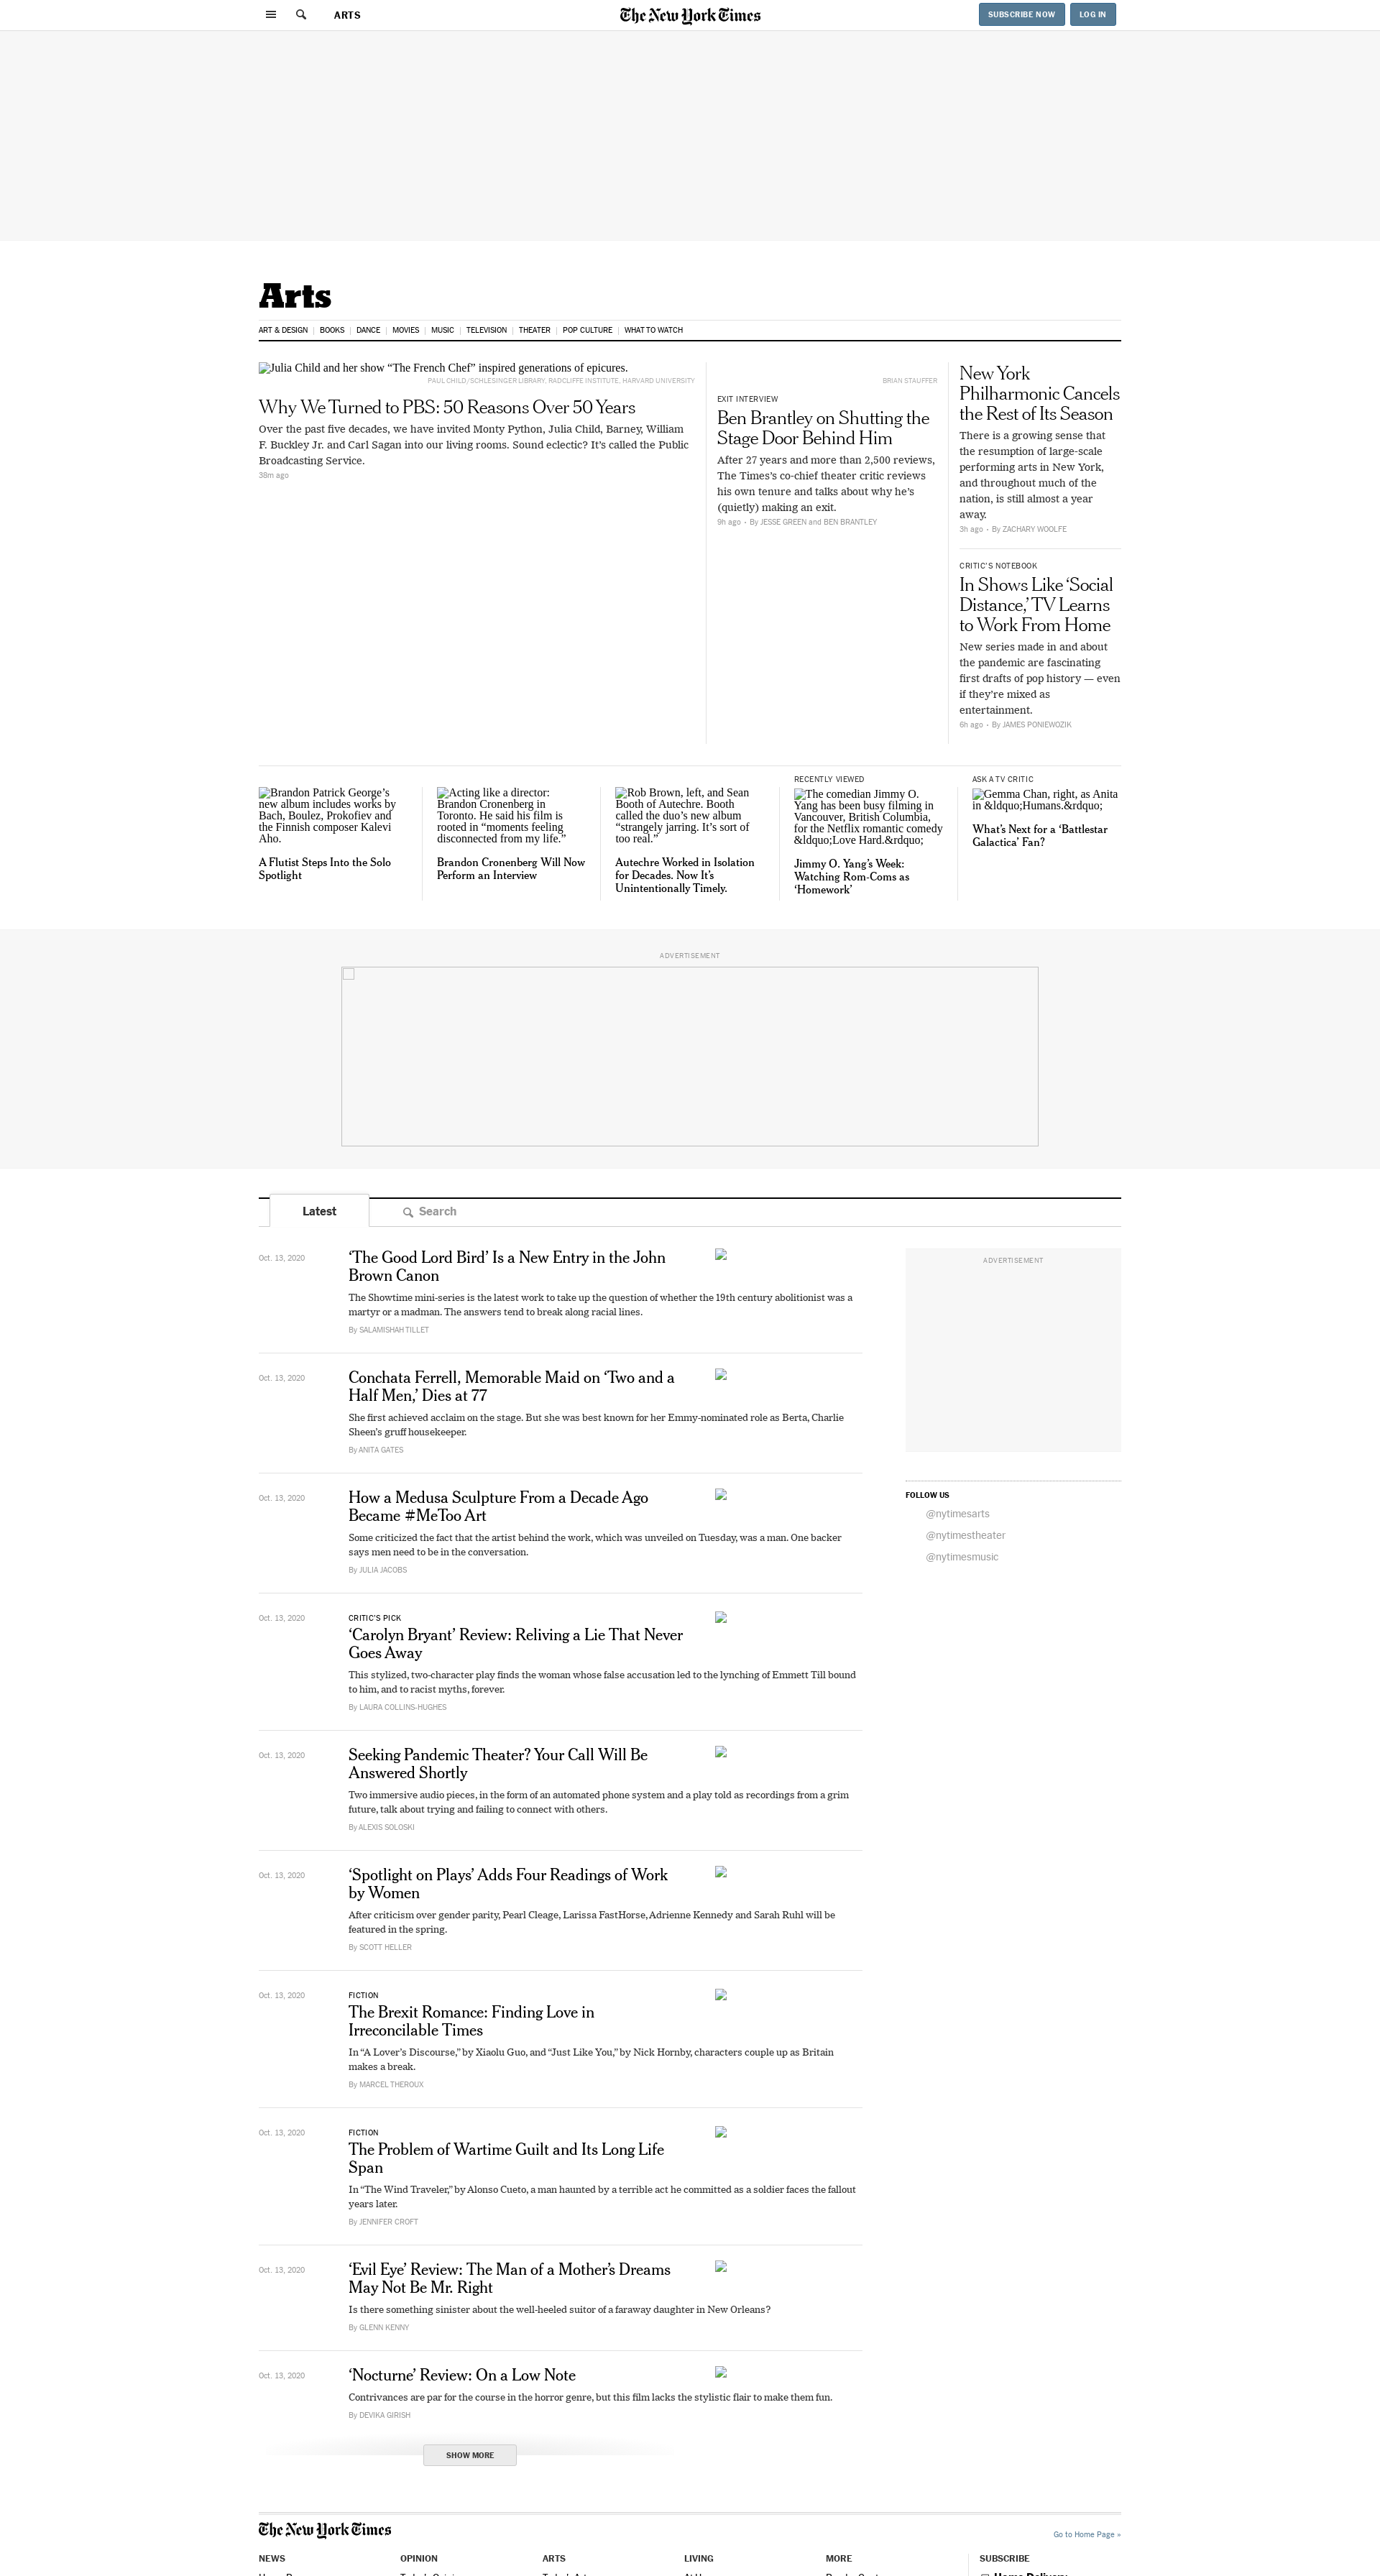 ARTS
The New York Times
SUBSCRIBE NOW
LOG IN
Arts
ART & DESIGN
BOOKS
DANCE
MOVIES
MUSIC
TELEVISION
THEATER
POP CULTURE
WHAT TO WATCH
Julia Child and her show “The French Chef” inspired generations of epicures.
PAUL CHILD/SCHLESINGER LIBRARY, RADCLIFFE INSTITUTE, HARVARD UNIVERSITY
Why We Turned to PBS: 50 Reasons Over 50 Years
Over the past five decades, we have invited Monty Python, Julia Child, Barney, William
F. Buckley Jr. and Carl Sagan into our living rooms. Sound eclectic? It’s called the Public
Broadcasting Service.
38m ago
BRIAN STAUFFER
EXIT INTERVIEW
Ben Brantley on Shutting the
Stage Door Behind Him
After 27 years and more than 2,500 reviews,
The Times’s co-chief theater critic reviews
his own tenure and talks about why he’s
(quietly) making an exit.
9h ago • By JESSE GREEN and BEN BRANTLEY
New York
Philharmonic Cancels
the Rest of Its Season
There is a growing sense that
the resumption of large-scale
performing arts in New York,
and throughout much of the
nation, is still almost a year
away.
3h ago • By ZACHARY WOOLFE
CRITIC’S NOTEBOOK
In Shows Like ‘Social
Distance,’ TV Learns
to Work From Home
New series made in and about
the pandemic are fascinating
first drafts of pop history — even
if they’re mixed as
entertainment.
6h ago • By JAMES PONIEWOZIK
Brandon Patrick George’s
new album includes works by
Bach, Boulez, Prokofiev and
the Finnish composer Kalevi
Aho.
A Flutist Steps Into the Solo
Spotlight
Acting like a director:
Brandon Cronenberg in
Toronto. He said his film is
rooted in “moments feeling
disconnected from my life.”
Brandon Cronenberg Will Now
Perform an Interview
Rob Brown, left, and Sean
Booth of Autechre. Booth
called the duo’s new album
“strangely jarring. It’s sort of
too real.”
Autechre Worked in Isolation
for Decades. Now It’s
Unintentionally Timely.
RECENTLY VIEWED
The comedian Jimmy O.
Yang has been busy filming in
Vancouver, British Columbia,
for the Netflix romantic comedy
&ldquo;Love Hard.&rdquo;
Jimmy O. Yang’s Week:
Watching Rom-Coms as
‘Homework’
ASK A TV CRITIC
Gemma Chan, right, as Anita
in &ldquo;Humans.&rdquo;
What’s Next for a ‘Battlestar
Galactica’ Fan?
ADVERTISEMENT
Latest
Search
Oct. 13, 2020
‘The Good Lord Bird’ Is a New Entry in the John
Brown Canon
The Showtime mini-series is the latest work to take up the question of whether the 19th century abolitionist was a
martyr or a madman. The answers tend to break along racial lines.
By SALAMISHAH TILLET
Oct. 13, 2020
Conchata Ferrell, Memorable Maid on ‘Two and a
Half Men,’ Dies at 77
She first achieved acclaim on the stage. But she was best known for her Emmy-nominated role as Berta, Charlie
Sheen’s gruff housekeeper.
By ANITA GATES
Oct. 13, 2020
How a Medusa Sculpture From a Decade Ago
Became #MeToo Art
Some criticized the fact that the artist behind the work, which was unveiled on Tuesday, was a man. One backer
says men need to be in the conversation.
By JULIA JACOBS
Oct. 13, 2020
CRITIC’S PICK
‘Carolyn Bryant’ Review: Reliving a Lie That Never
Goes Away
This stylized, two-character play finds the woman whose false accusation led to the lynching of Emmett Till bound
to him, and to racist myths, forever.
By LAURA COLLINS-HUGHES
Oct. 13, 2020
Seeking Pandemic Theater? Your Call Will Be
Answered Shortly
Two immersive audio pieces, in the form of an automated phone system and a play told as recordings from a grim
future, talk about trying and failing to connect with others.
By ALEXIS SOLOSKI
Oct. 13, 2020
‘Spotlight on Plays’ Adds Four Readings of Work
by Women
After criticism over gender parity, Pearl Cleage, Larissa FastHorse, Adrienne Kennedy and Sarah Ruhl will be
featured in the spring.
By SCOTT HELLER
Oct. 13, 2020
FICTION
The Brexit Romance: Finding Love in
Irreconcilable Times
In “A Lover’s Discourse,” by Xiaolu Guo, and “Just Like You,” by Nick Hornby, characters couple up as Britain
makes a break.
By MARCEL THEROUX
Oct. 13, 2020
FICTION
The Problem of Wartime Guilt and Its Long Life
Span
In “The Wind Traveler,” by Alonso Cueto, a man haunted by a terrible act he committed as a soldier faces the fallout
years later.
By JENNIFER CROFT
Oct. 13, 2020
‘Evil Eye’ Review: The Man of a Mother’s Dreams
May Not Be Mr. Right
Is there something sinister about the well-heeled suitor of a faraway daughter in New Orleans?
By GLENN KENNY
Oct. 13, 2020
‘Nocturne’ Review: On a Low Note
Contrivances are par for the course in the horror genre, but this film lacks the stylistic flair to make them fun.
By DEVIKA GIRISH
SHOW MORE
ADVERTISEMENT
FOLLOW US
@nytimesarts
@nytimestheater
@nytimesmusic
The New York Times
Go to Home Page »
NEWS
OPINION
ARTS
LIVING
MORE
SUBSCRIBE